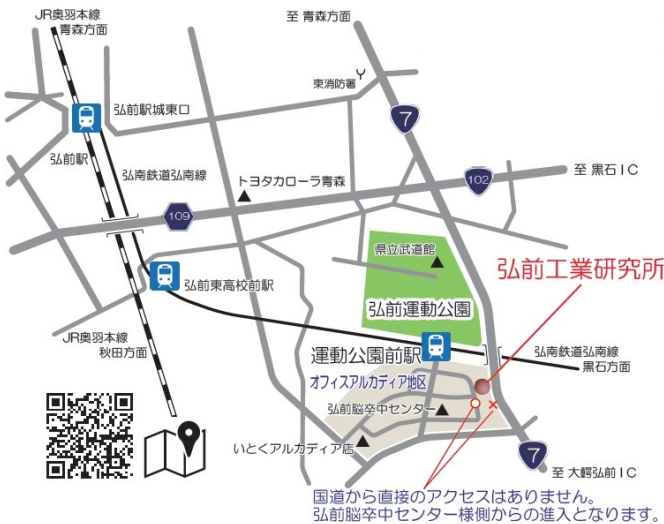 JR奥羽本線
青森方面
至 青森方面
東消防署
7
弘前駅城東口
弘前駅
弘南鉄道弘南線
トヨタカローラ青森
102
至 黒石IC
109
県立武道館
弘前工業研究所
弘前東高校前駅
弘前運動公園
JR奥羽本線
秋田方面
運動公園前駅
弘南鉄道弘南線
黒石方面
オフィスアルカディア地区
弘前脳卒中センター
いとくアルカディア店
7
至 大鰐弘前IC
国道から直接のアクセスはありません。
弘前脳卒中センター様側からの進入となります。